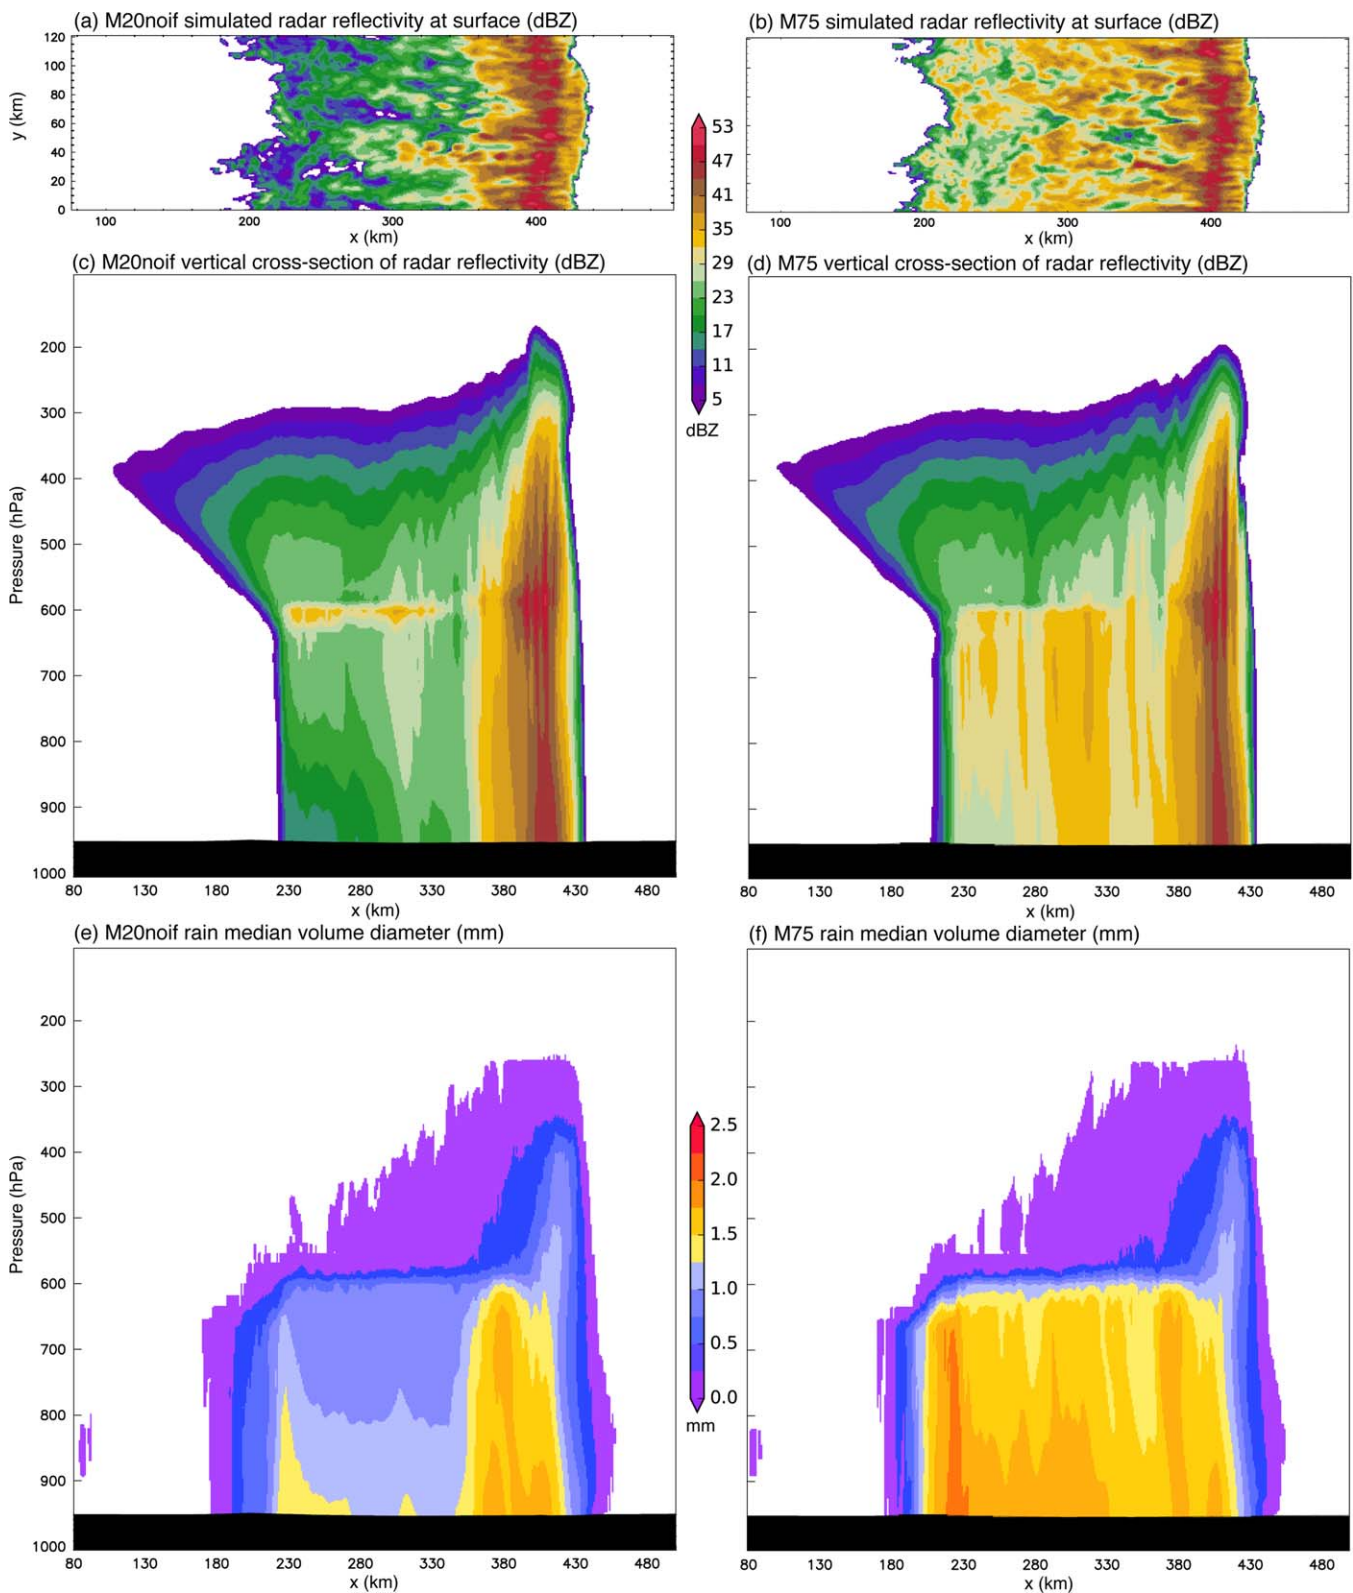 (a) M20noif simulated radar reflectivity at surface (dBZ)
(b) M75 simulated radar reflectivity at surface (dBZ)
120
100
80
60
40
20
0
y (km)
100 200 300 400
x (km)
100 200 300 400
x (km)
53
47
41
35
29
23
17
11
5
dBZ
(c) M20noif vertical cross-section of radar reflectivity (dBZ)
(d) M75 vertical cross-section of radar reflectivity (dBZ)
200
300
400
500
600
700
800
900
1000
Pressure (hPa)
80 130 180 230 280 330 380 430 480
x (km)
80 130 180 230 280 330 380 430 480
x (km)
(e) M20noif rain median volume diameter (mm)
(f) M75 rain median volume diameter (mm)
200
300
400
500
600
700
800
900
1000
Pressure (hPa)
2.5
2.0
1.5
1.0
0.5
0.0
mm
80 130 180 230 280 330 380 430 480
x (km)
80 130 180 230 280 330 380 430 480
x (km)